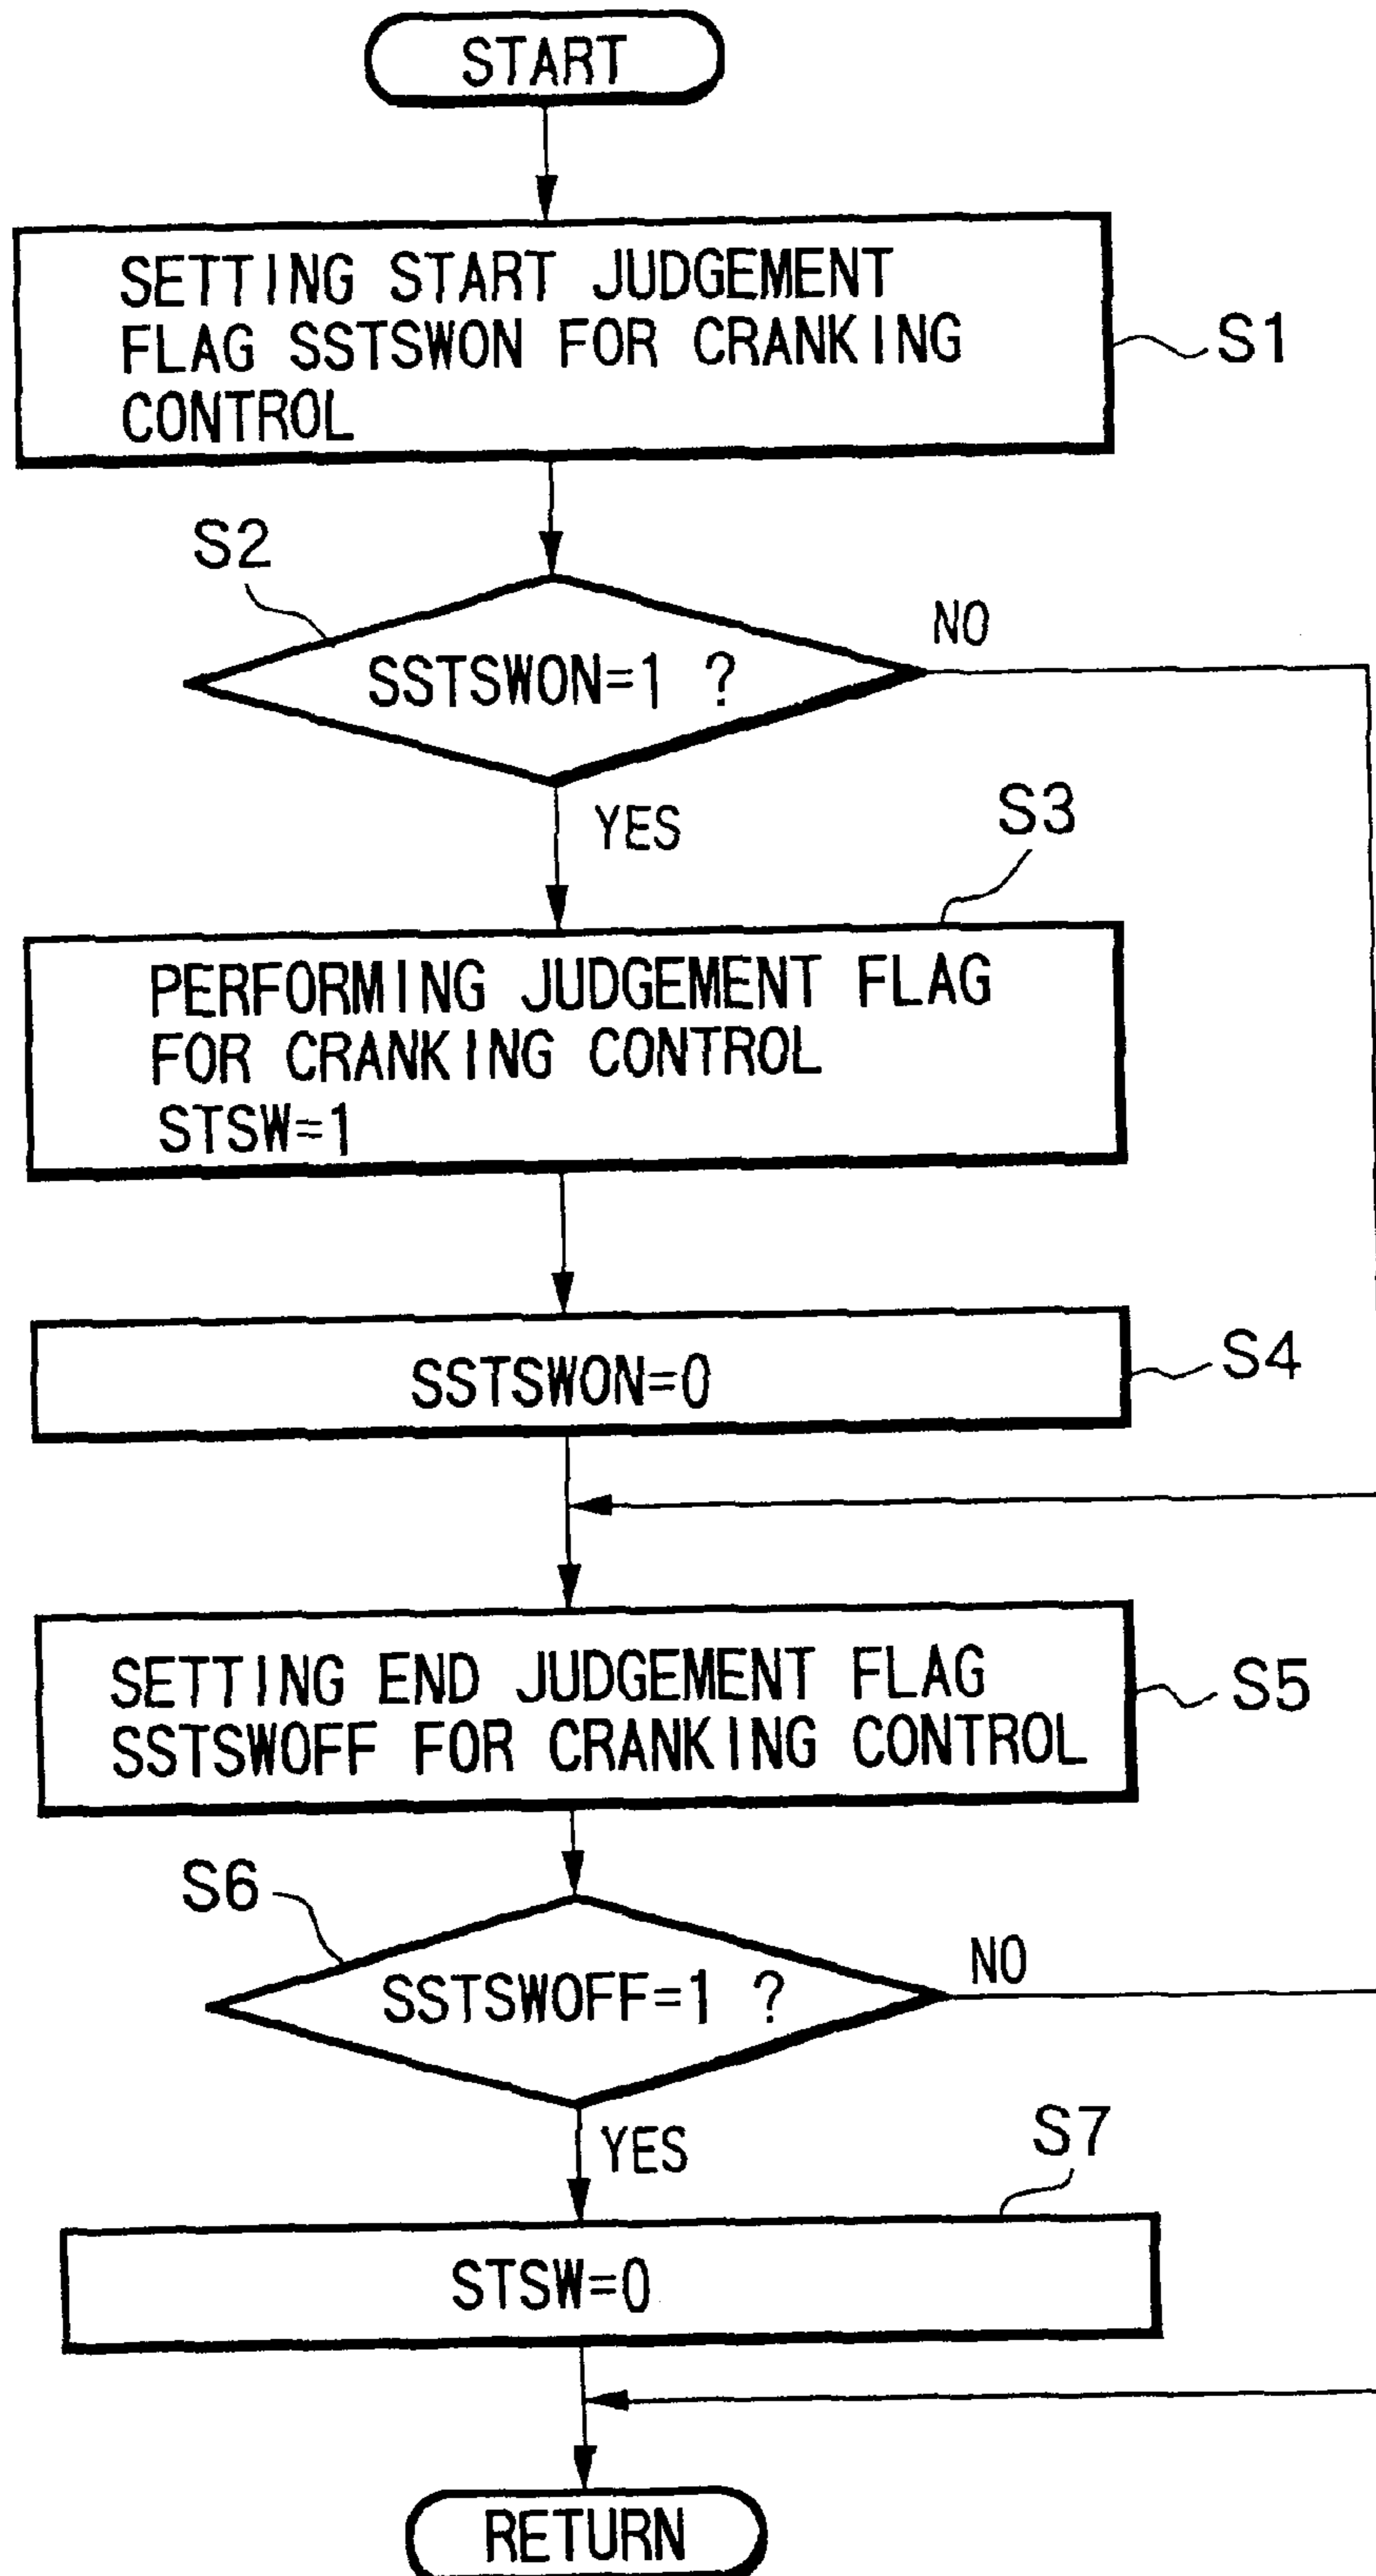 START
SETTING START JUDGEMENT
FLAG SSTSWON FOR CRANKING
CONTROL
S1
S2
SSTSWON=1 ?
NO
YES
S3
PERFORMING JUDGEMENT FLAG
FOR CRANKING CONTROL
STSW=1
SSTSWON=0
S4
SETTING END JUDGEMENT FLAG
SSTSWOFF FOR CRANKING CONTROL
S5
S6
SSTSWOFF=1 ?
NO
YES
S7
STSW=0
RETURN